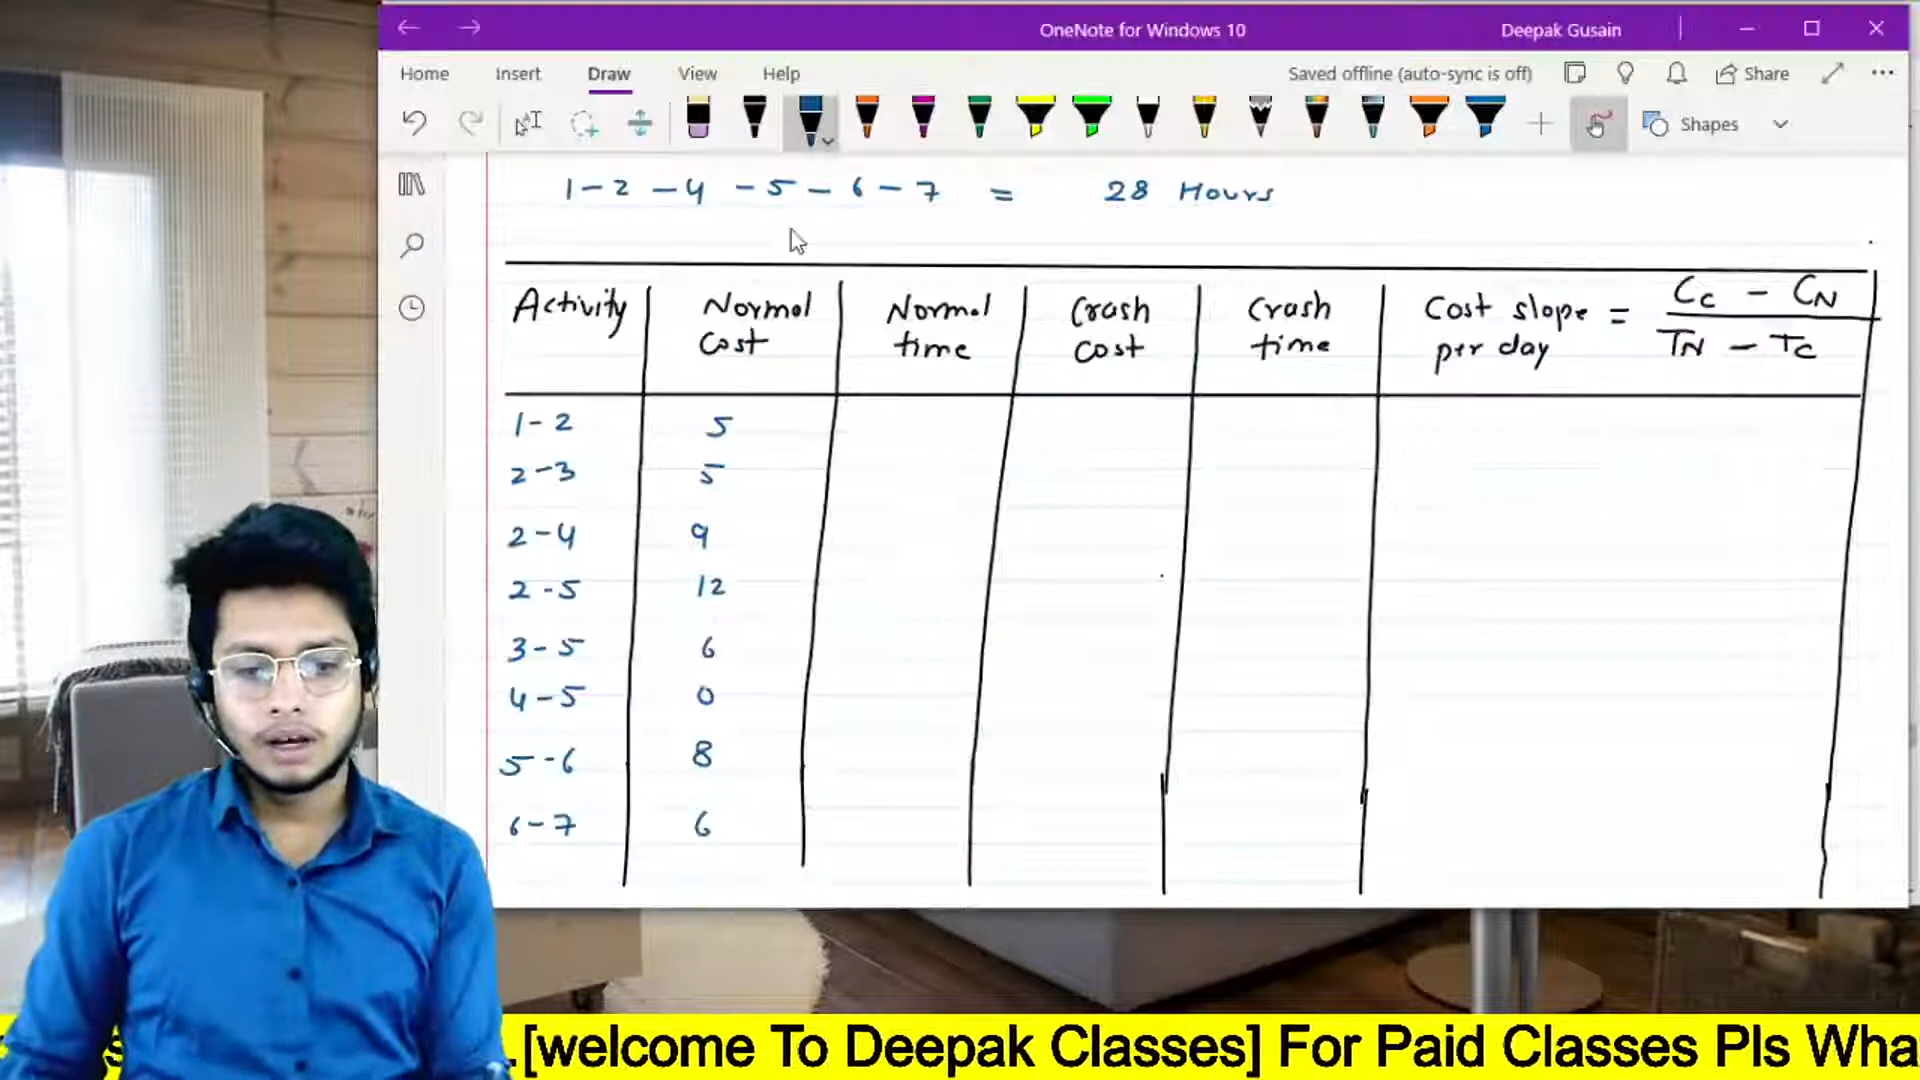 OneNote for Windows 10
Deepak Gusain
Home Insert Draw View Help
Saved offline (auto-sync is off) Share
Shapes
1-2-4-5-6-7 = 28 Hours
Activity Normal cost Normal time Crash cost Crash time Cost slope per day = CC - CN / TN - TC
1-2 5
2-3 5
2-4 9
2-5 12
3-5 6
4-5 0
5-6 8
6-7 6
.[welcome To Deepak Classes] For Paid Classes Pls Wha